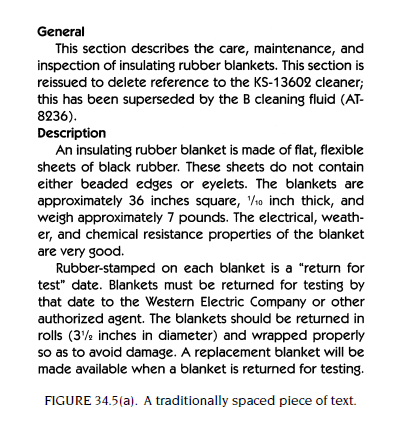 General
This section describes the care, maintenance, and
inspection of insulating rubber blankets. This section is
reissued to delete reference to the KS-13602 cleaner;
this has been superseded by the B cleaning fluid (AT-
8236).
Description
An insulating rubber blanket is made of flat, flexible
sheets of black rubber. These sheets do not contain
either beaded edges or eyelets. The blankets are
approximately 36 inches square, 1/10 inch thick, and
weigh approximately 7 pounds. The electrical, weath-
er, and chemical resistance properties of the blanket
are very good.
Rubber-stamped on each blanket is a “return for
test” date. Blankets must be returned for testing by
that date to the Western Electric Company or other
authorized agent. The blankets should be returned in
rolls (3½ inches in diameter) and wrapped properly
so as to avoid damage. A replacement blanket will be
made available when a blanket is returned for testing.
FIGURE 34.5(a). A traditionally spaced piece of text.